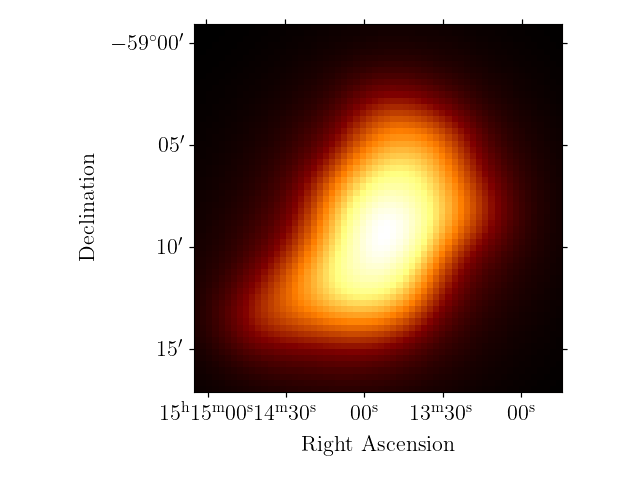 −59°00′
05′
10′
15′
Declination
15ʰ15ᵐ00ˢ 14ᵐ30ˢ 00ˢ 13ᵐ30ˢ 00ˢ
Right Ascension